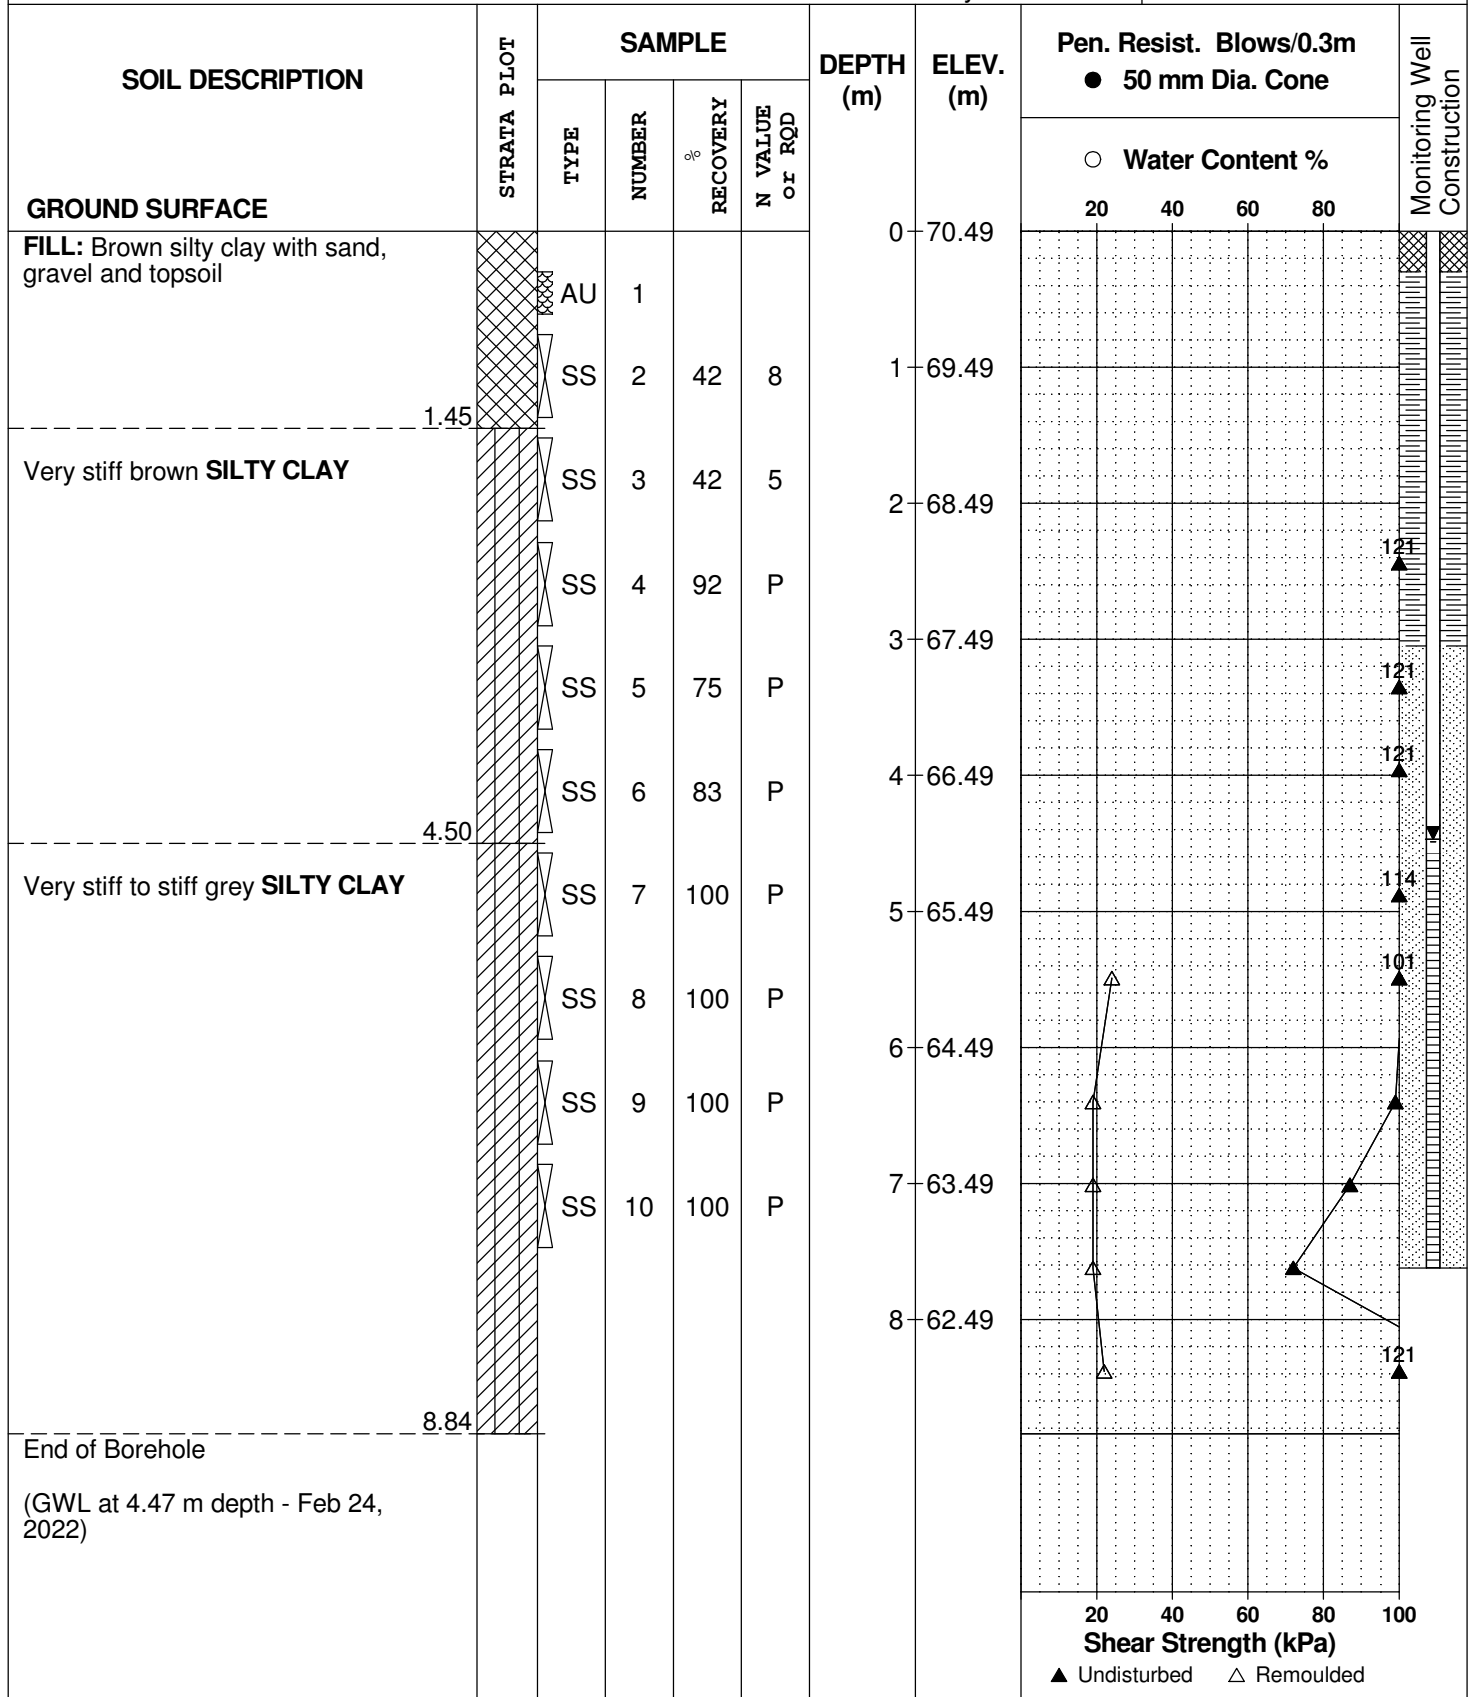 SOIL DESCRIPTION
GROUND SURFACE
STRATA PLOT
SAMPLE
TYPE
NUMBER
%
RECOVERY
N VALUE
or RQD
DEPTH
(m)
ELEV.
(m)
Pen. Resist. Blows/0.3m
● 50 mm Dia. Cone
○ Water Content %
20 40 60 80
Monitoring Well
Construction
0 70.49
FILL: Brown silty clay with sand,
gravel and topsoil
AU 1
SS 2 42 8
1 69.49
1.45
Very stiff brown SILTY CLAY
SS 3 42 5
2 68.49
121
SS 4 92 P
3 67.49
121
SS 5 75 P
121
4 66.49
SS 6 83 P
4.50
Very stiff to stiff grey SILTY CLAY
114
SS 7 100 P
5 65.49
101
SS 8 100 P
6 64.49
SS 9 100 P
7 63.49
SS 10 100 P
8 62.49
121
8.84
End of Borehole
(GWL at 4.47 m depth - Feb 24,
2022)
20 40 60 80 100
Shear Strength (kPa)
▲ Undisturbed △ Remoulded